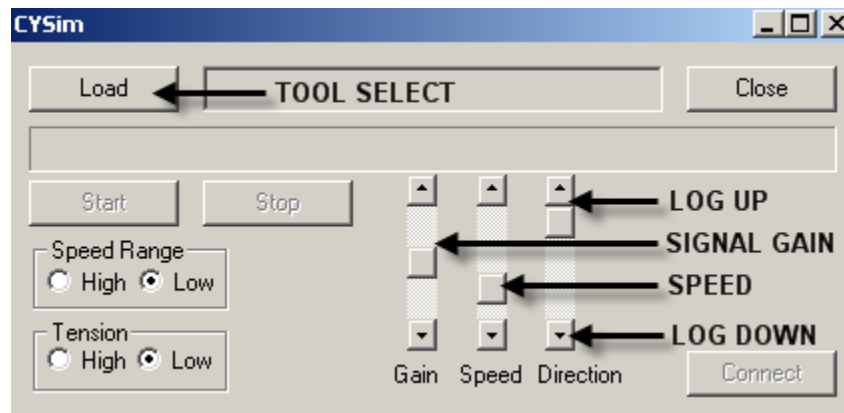 CYSim
Load TOOL SELECT Close
Start Stop LOG UP
Speed Range SIGNAL GAIN
High Low SPEED
Tension LOG DOWN
High Low
Gain Speed Direction Connect